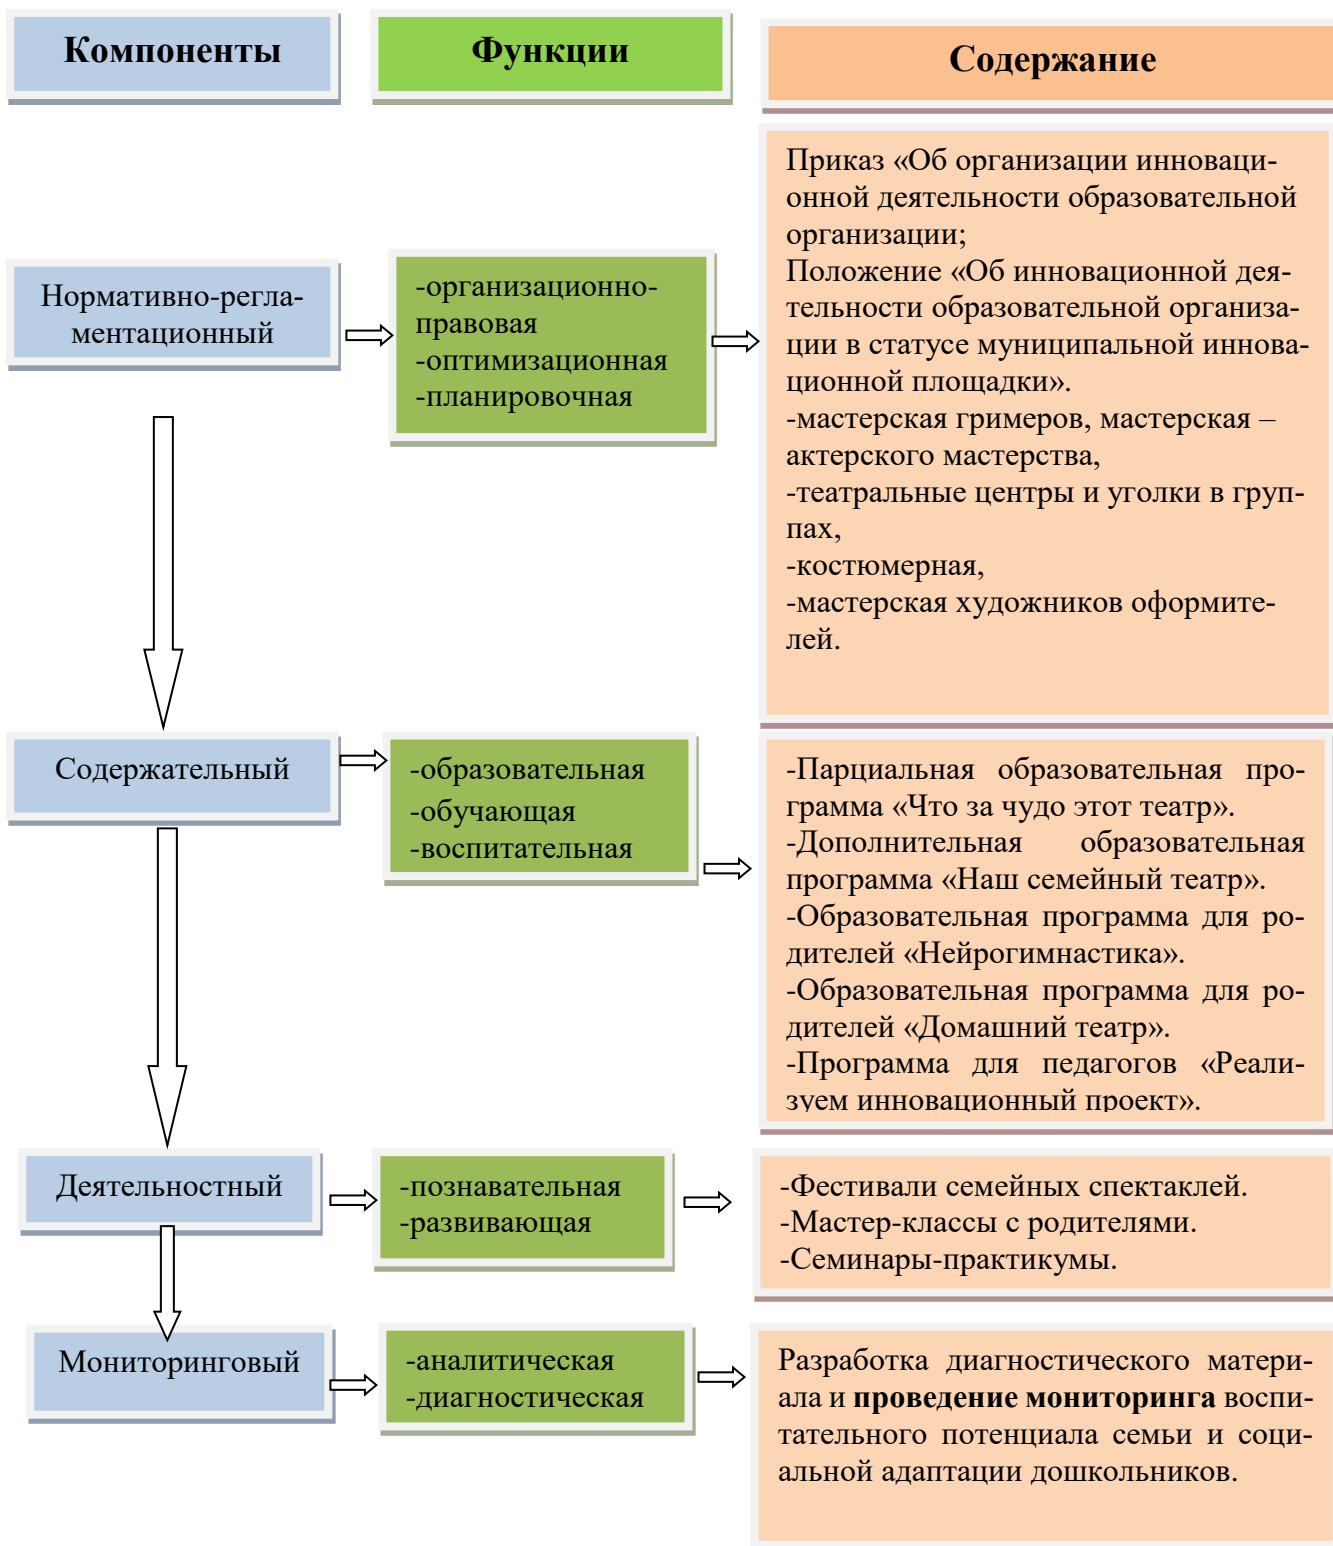 Компоненты
Функции
Содержание
Нормативно-регла-
ментационный
-организационно-
правовая
-оптимизационная
-планировочная
Приказ «Об организации инноваци-
онной деятельности образовательной
организации;
Положение «Об инновационной дея-
тельности образовательной организа-
ции в статусе муниципальной иннова-
ционной площадки».
-мастерская гримеров, мастерская –
актерского мастерства,
-театральные центры и уголки в груп-
пах,
-костюмерная,
-мастерская художников оформите-
лей.
Содержательный
-образовательная
-обучающая
-воспитательная
-Парциальная образовательная про-
грамма «Что за чудо этот театр».
-Дополнительная образовательная
программа «Наш семейный театр».
-Образовательная программа для ро-
дителей «Нейрогимнастика».
-Образовательная программа для ро-
дителей «Домашний театр».
-Программа для педагогов «Реали-
зуем инновационный проект».
Деятельностный
-познавательная
-развивающая
-Фестивали семейных спектаклей.
-Мастер-классы с родителями.
-Семинары-практикумы.
Мониторинговый
-аналитическая
-диагностическая
Разработка диагностического матери-
ала и проведение мониторинга воспи-
тательного потенциала семьи и соци-
альной адаптации дошкольников.